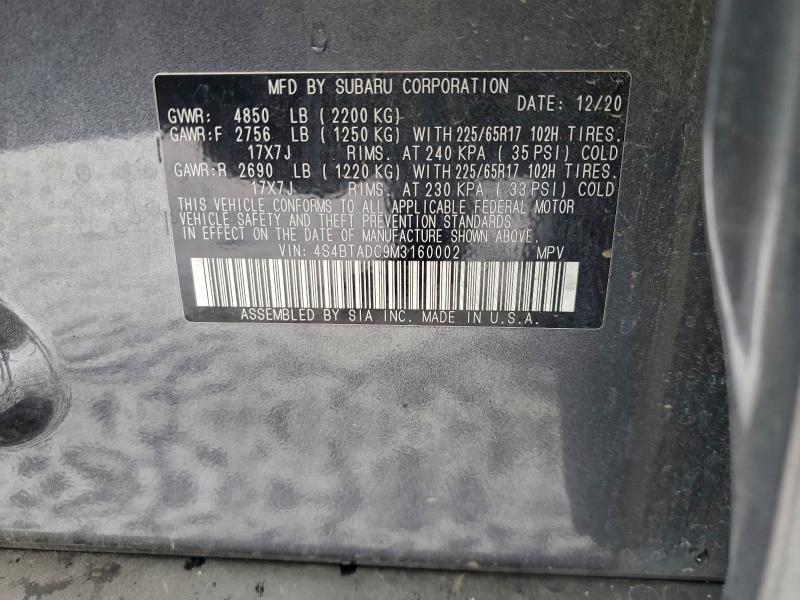 MFD BY SUBARU CORPORATION
DATE: 12/20
GVWR: 4850 LB ( 2200 KG)
GAWR:F 2756 LB ( 1250 KG) WITH 225/65R17 102H TIRES.
17X7J RIMS. AT 240 KPA ( 35 PSI) COLD
GAWR:R 2690 LB ( 1220 KG) WITH 225/65R17 102H TIRES.
17X7J RIMS. AT 230 KPA ( 33 PSI) COLD
THIS VEHICLE CONFORMS TO ALL APPLICABLE FEDERAL MOTOR
VEHICLE SAFETY AND THEFT PREVENTION STANDARDS
IN EFFECT ON THE DATE OF MANUFACTURE SHOWN ABOVE.
VIN: 4S4BTADC9M3160002 MPV
ASSEMBLED BY SIA INC. MADE IN U.S.A.